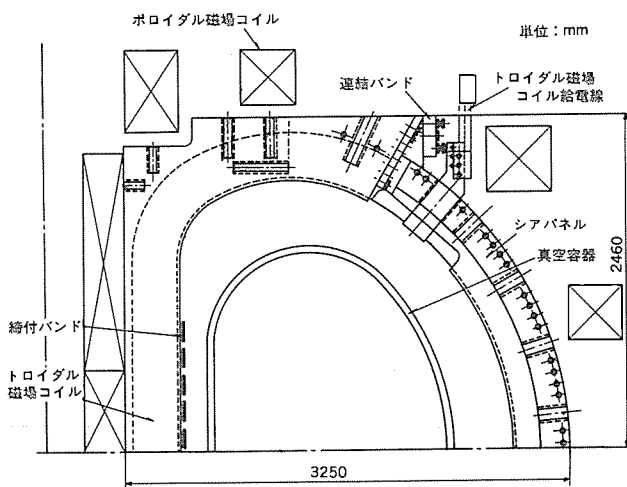 ポロイダル磁場コイル
単位：mm
連結バンド
トロイダル磁場
コイル給電線
シアパネル
真空容器
2460
締付バンド
トロイダル
磁場コイル
3250